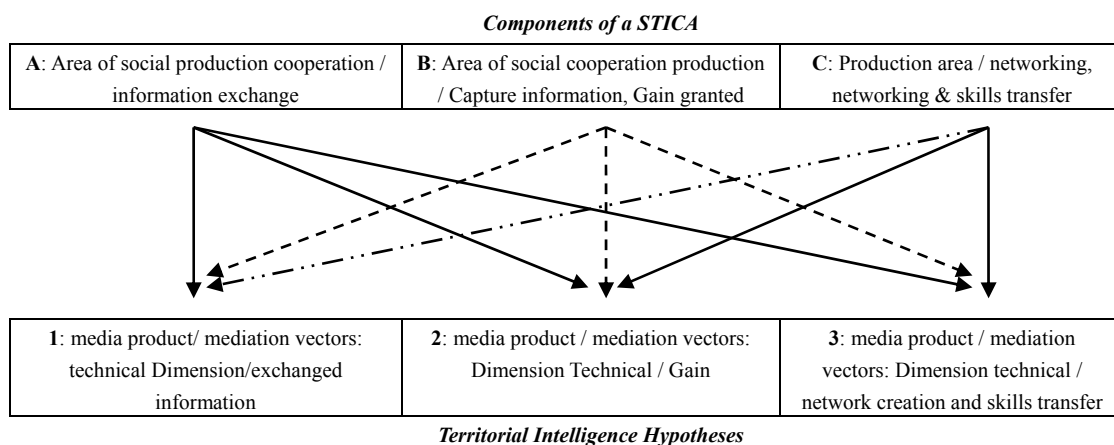 Components of a STICA
A: Area of social production cooperation /
information exchange
B: Area of social cooperation production
/ Capture information, Gain granted
C: Production area / networking,
networking & skills transfer
1: media product/ mediation vectors:
technical Dimension/exchanged
information
2: media product / mediation vectors:
Dimension Technical / Gain
3: media product / mediation
vectors: Dimension technical /
network creation and skills transfer
Territorial Intelligence Hypotheses